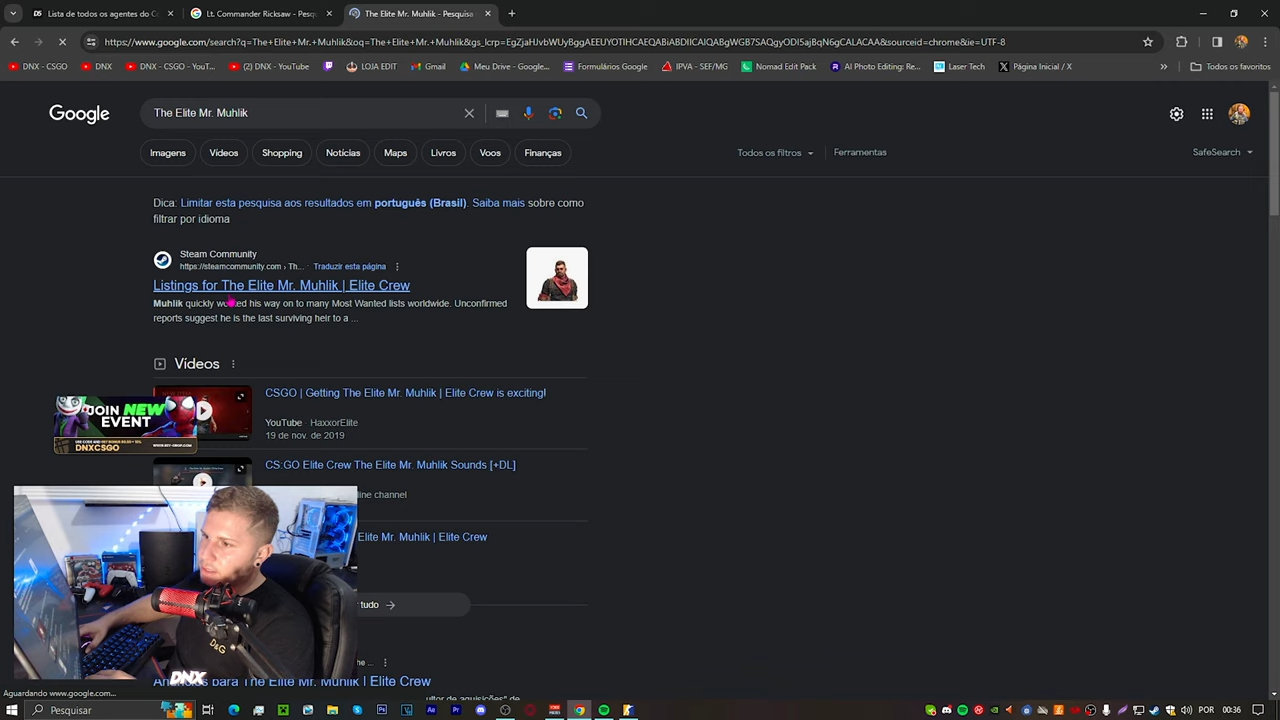 Lista de todos os agentes do C
Lt. Commander Ricksaw - Pesqu
The Elite Mr. Muhlik - Pesquisa
https://www.google.com/search?q=The+Elite+Mr.+Muhlik&oq=The+Elite+Mr.+Muhlik&gs_lcrp=EgZjaHJvbWUyBggAEEUYOTIHCAEQABiABDIICAIQABgWGB7SAQgyODI5ajBqN6gCALACAA&sourceid=chrome&ie=UTF-8
DNX - CSGO
DNX
DNX - CSGO - YouT...
(2) DNX - YouTube
LOJA EDIT
Gmail
Meu Drive - Google...
Formulários Google
IPVA - SEF/MG
Nomad Edit Pack
AI Photo Editing: Re...
Laser Tech
Página Inicial / X
Todos os favoritos
Google
The Elite Mr. Muhlik
Imagens
Vídeos
Shopping
Notícias
Maps
Livros
Voos
Finanças
Todos os filtros
Ferramentas
SafeSearch
Dica: Limitar esta pesquisa aos resultados em português (Brasil). Saiba mais sobre como
filtrar por idioma
Steam Community
https://steamcommunity.com › Th... · Traduzir esta página
Listings for The Elite Mr. Muhlik | Elite Crew
Muhlik quickly worked his way on to many Most Wanted lists worldwide. Unconfirmed
reports suggest he is the last surviving heir to a ...
Vídeos
CSGO | Getting The Elite Mr. Muhlik | Elite Crew is exciting!
YouTube · HaxxorElite
19 de nov. de 2019
JOIN NEW
EVENT
DNXCSGO
CS:GO Elite Crew The Elite Mr. Muhlik Sounds [+DL]
line channel
Elite Mr. Muhlik | Elite Crew
tudo
D&G
DNX
he ...
para The Elite Mr. Muhlik | Elite Crew
ultor de aquisições" de
Aguardando www.google.com...
Pesquisar
POR
00:36